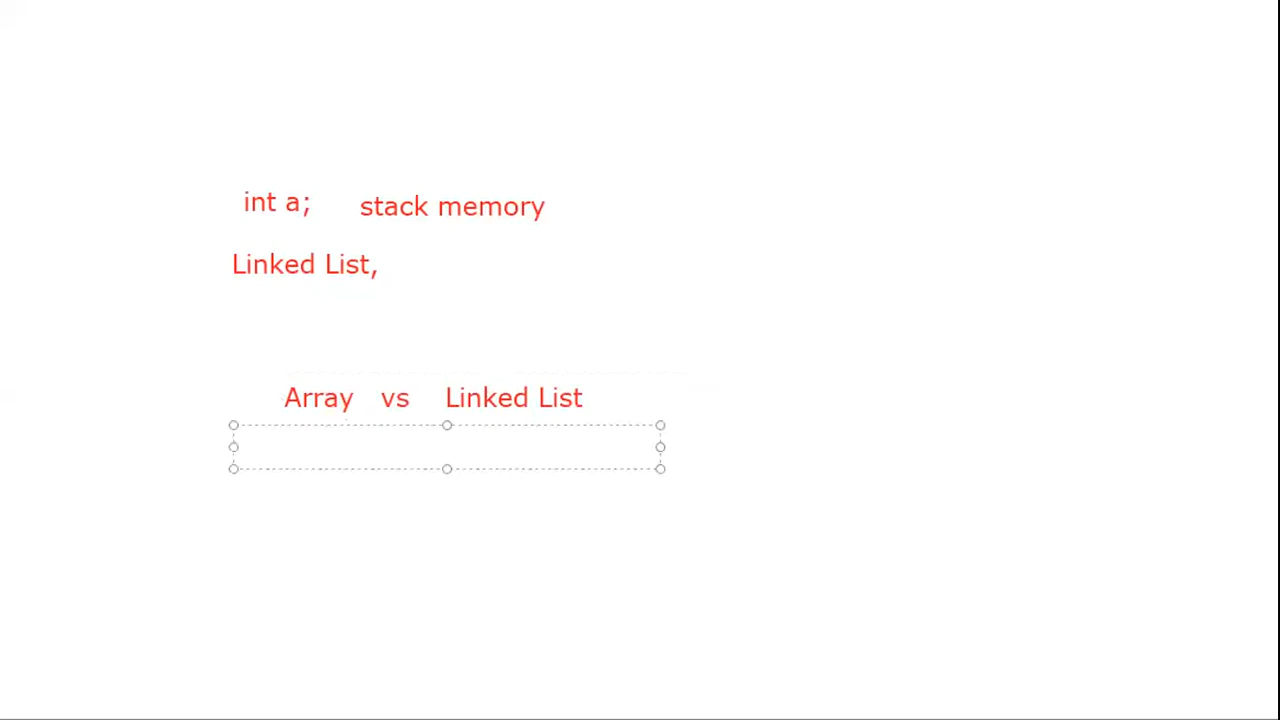 int a; stack memory
Linked List,
Array vs Linked List